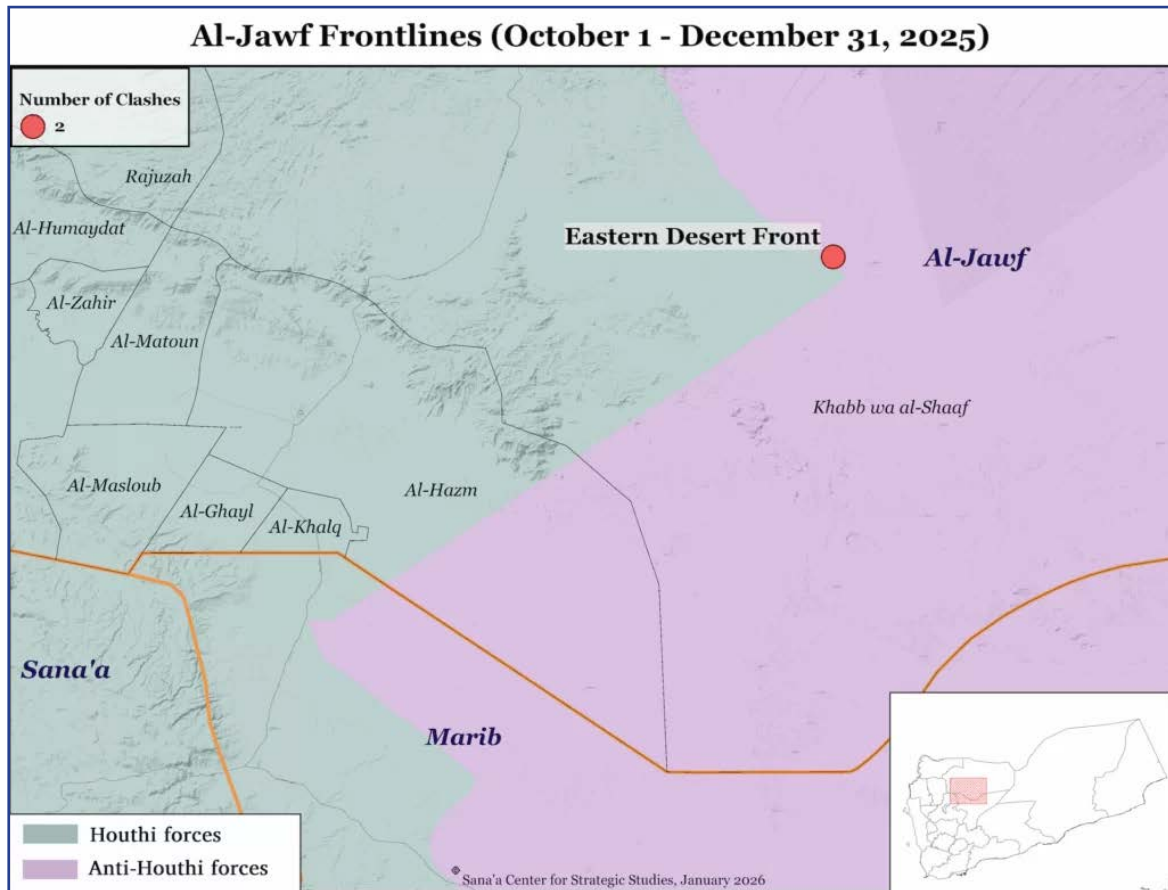 Al-Jawf Frontlines (October 1 - December 31, 2025)
Number of Clashes
2
Rajuzah
Al-Humaydat
Eastern Desert Front
Al-Jawf
Al-Zahir
Al-Matoun
Khabb wa al-Shaaf
Al-Masloub
Al-Hazm
Al-Ghayl
Al-Khalq
Sana'a
Marib
Houthi forces
Anti-Houthi forces
Sana'a Center for Strategic Studies, January 2026